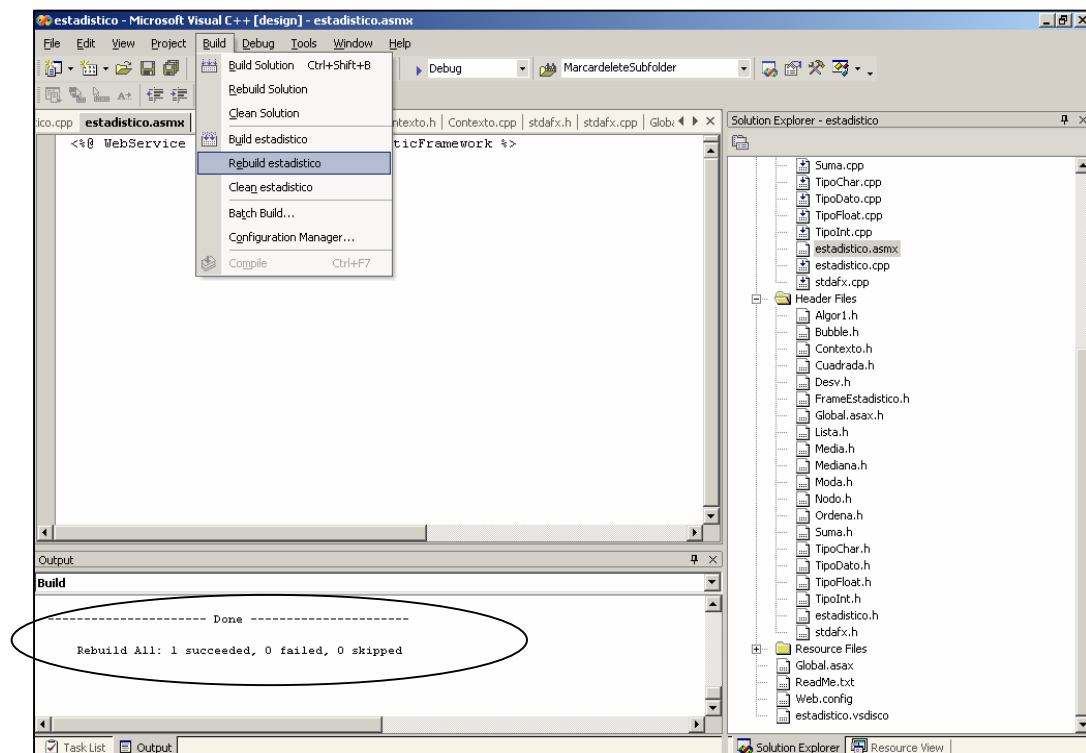 estadistico - Microsoft Visual C++ [design] - estadistico.asmx
File Edit View Project Build Debug Tools Window Help
Build Solution Ctrl+Shift+B
Rebuild Solution
Clean Solution
Build estadistico
Rebuild estadistico
Clean estadistico
Batch Build...
Configuration Manager...
Compile Ctrl+F7
Debug
MarcardeleteSubfolder
tico.cpp estadistico.asmx ntexto.h Contexto.cpp stdafx.h stdafx.cpp Globa
<%@ WebService ticFramework %>
Solution Explorer - estadistico
Suma.cpp
TipoChar.cpp
TipoDato.cpp
TipoFloat.cpp
TipoInt.cpp
estadistico.asmx
estadistico.cpp
stdafx.cpp
Header Files
Algor1.h
Bubble.h
Contexto.h
Cuadrada.h
Desv.h
FrameEstadistico.h
Global.asax.h
Lista.h
Media.h
Mediana.h
Moda.h
Nodo.h
Ordena.h
Suma.h
TipoChar.h
TipoDato.h
TipoFloat.h
TipoInt.h
estadistico.h
stdafx.h
Resource Files
Global.asax
ReadMe.txt
Web.config
estadistico.vsdisco
Output
Build
---------------------- Done ----------------------
Rebuild All: 1 succeeded, 0 failed, 0 skipped
Task List Output
Solution Explorer Resource View